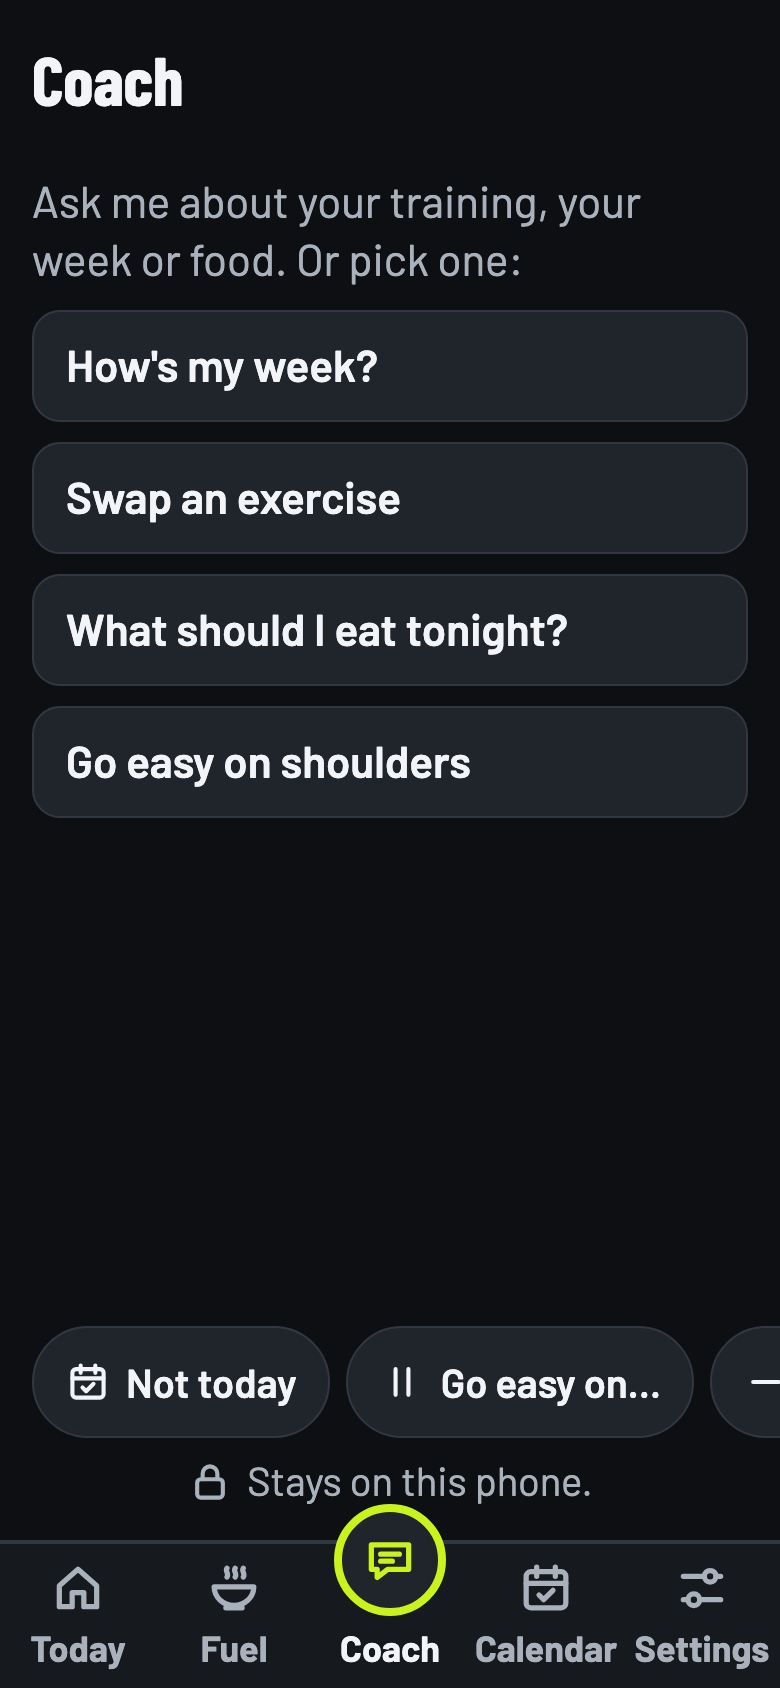 Coach
Ask me about your training, your
week or food. Or pick one:
How's my week?
Swap an exercise
What should I eat tonight?
Go easy on shoulders
Not today
Go easy on...
Stays on this phone.
Today
Fuel
Coach
Calendar
Settings